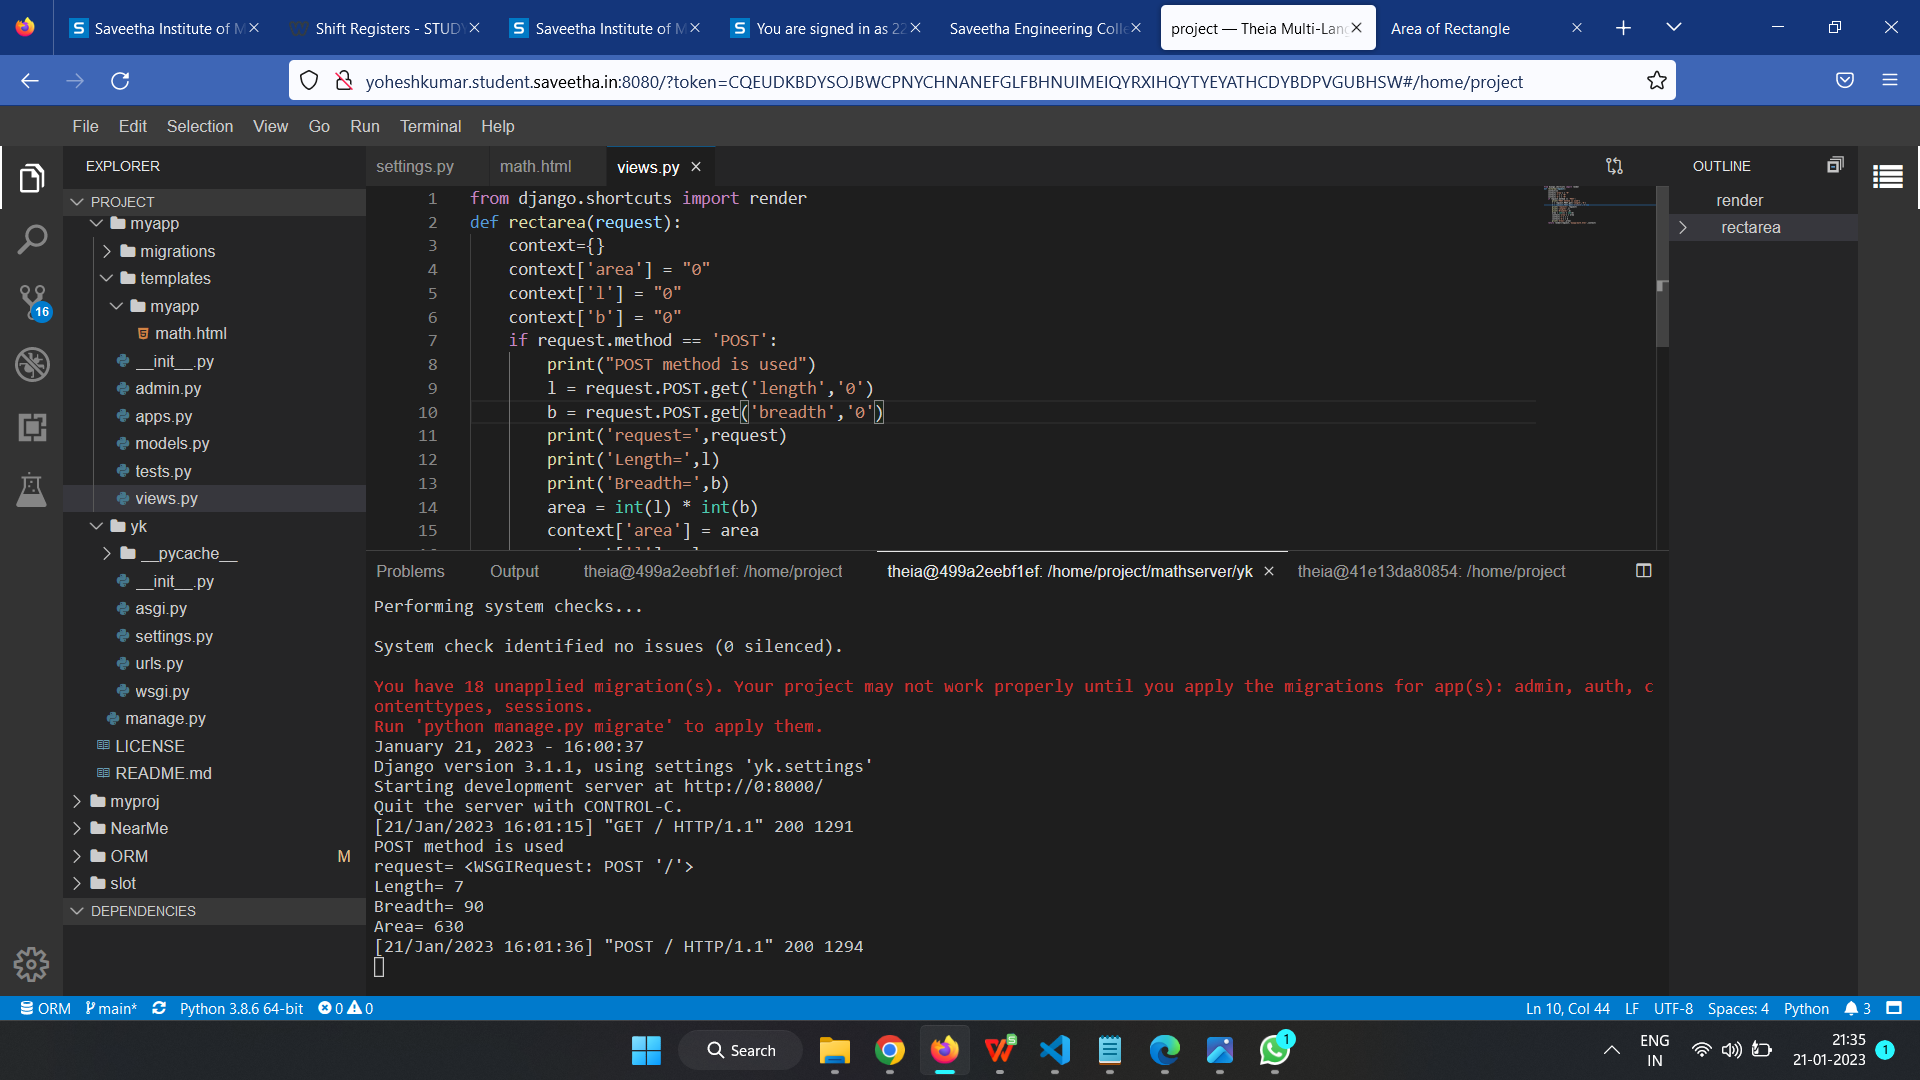 Saveetha Institute of M
Shift Registers - STUDY
Saveetha Institute of M
You are signed in as 22
Saveetha Engineering Colle
project — Theia Multi-Lang
Area of Rectangle
yoheshkumar.student.saveetha.in:8080/?token=CQEUDKBDYSOJBWCPNYCHNANEFGLFBHNUIMEIQYRXIHQYTYEYATHCDYBDPVGUBHSW#/home/project
File Edit Selection View Go Run Terminal Help
EXPLORER
PROJECT
myapp
migrations
templates
myapp
math.html
__init__.py
admin.py
apps.py
models.py
tests.py
views.py
yk
__pycache__
__init__.py
asgi.py
settings.py
urls.py
wsgi.py
manage.py
LICENSE
README.md
myproj
NearMe
ORM M
slot
DEPENDENCIES
16
settings.py math.html views.py
1 from django.shortcuts import render
2 def rectarea(request):
3 context={}
4 context['area'] = "0"
5 context['l'] = "0"
6 context['b'] = "0"
7 if request.method == 'POST':
8 print("POST method is used")
9 l = request.POST.get('length','0')
10 b = request.POST.get('breadth','0')
11 print('request=',request)
12 print('Length=',l)
13 print('Breadth=',b)
14 area = int(l) * int(b)
15 context['area'] = area
OUTLINE
render
rectarea
Problems Output theia@499a2eebf1ef: /home/project theia@499a2eebf1ef: /home/project/mathserver/yk theia@41e13da80854: /home/project
Performing system checks...
System check identified no issues (0 silenced).
You have 18 unapplied migration(s). Your project may not work properly until you apply the migrations for app(s): admin, auth, c
ontenttypes, sessions.
Run 'python manage.py migrate' to apply them.
January 21, 2023 - 16:00:37
Django version 3.1.1, using settings 'yk.settings'
Starting development server at http://0:8000/
Quit the server with CONTROL-C.
[21/Jan/2023 16:01:15] "GET / HTTP/1.1" 200 1291
POST method is used
request= <WSGIRequest: POST '/'>
Length= 7
Breadth= 90
Area= 630
[21/Jan/2023 16:01:36] "POST / HTTP/1.1" 200 1294
ORM main* Python 3.8.6 64-bit 0 0
Ln 10, Col 44 LF UTF-8 Spaces: 4 Python 3
Search
1
ENG
IN
21:35
21-01-2023
1